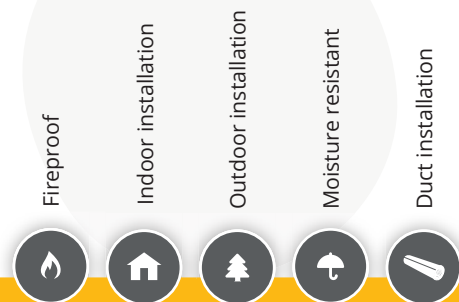 Fireproof
Indoor installation
Outdoor installation
Moisture resistant
Duct installation